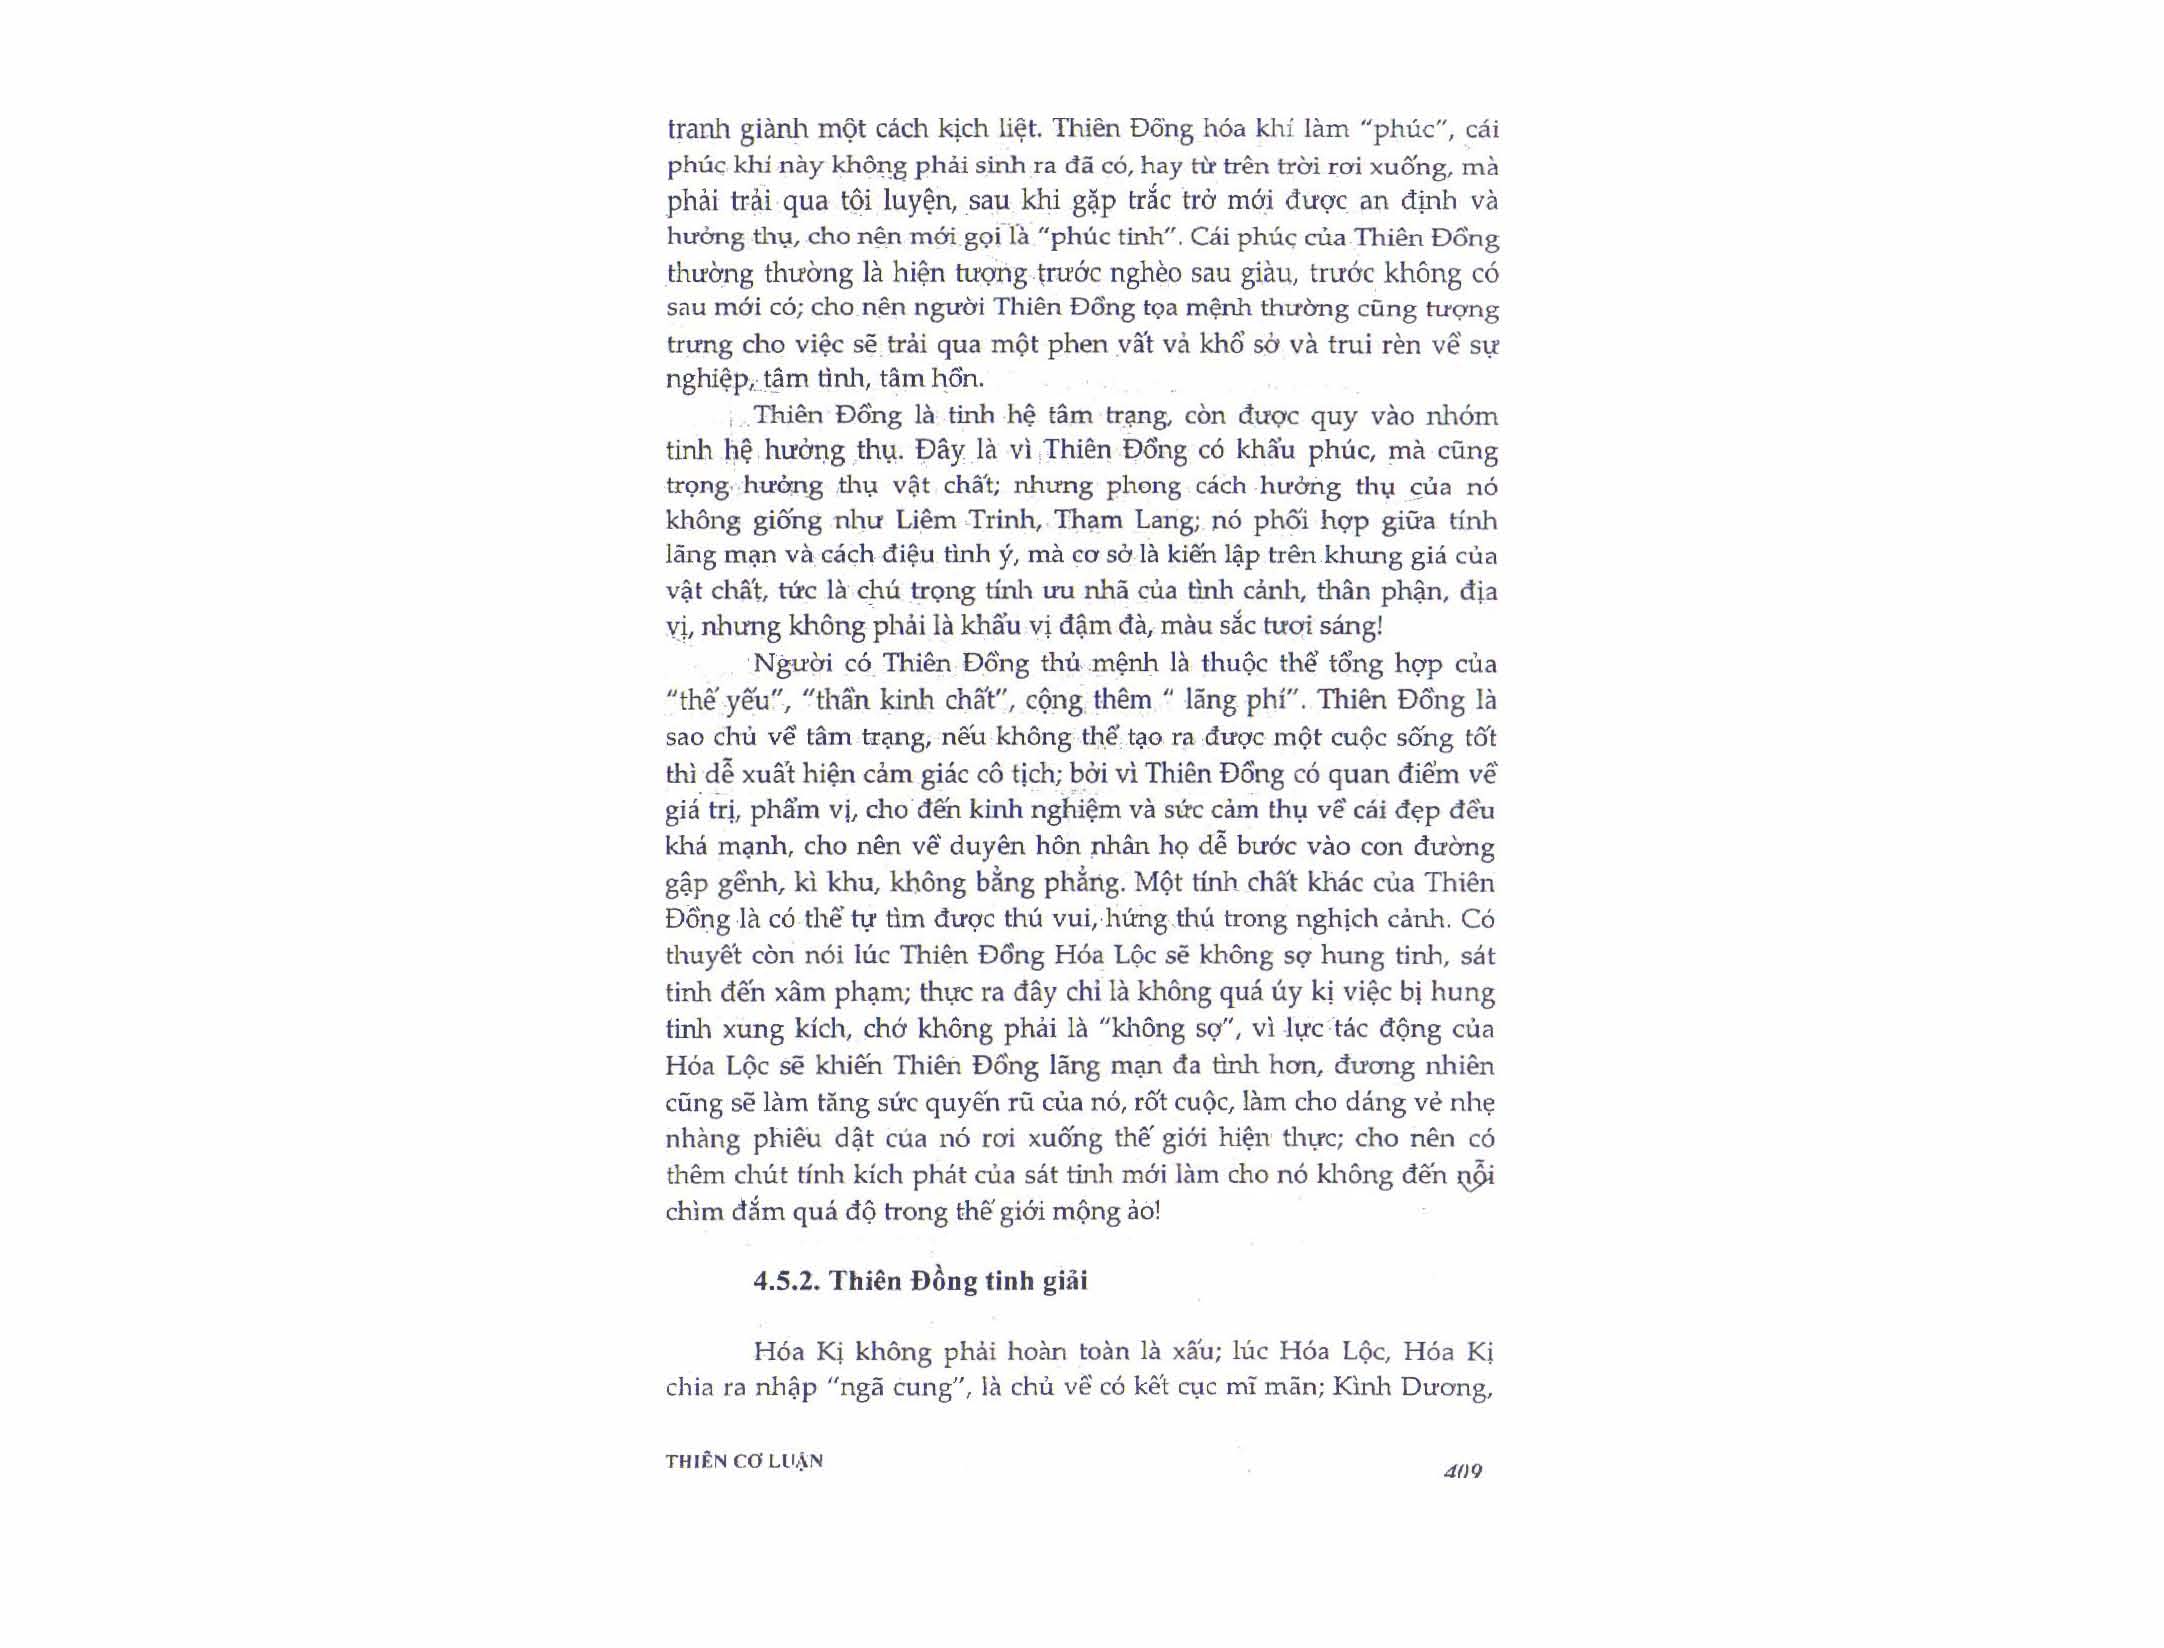 tranh giành một cách kịch liệt. Thiên Đồng hóa khí làm "phúc", cái
phúc khí này không phải sinh ra đã có, hay từ trên trời rơi xuống, mà
phải trải qua tôi luyện, sau khi gặp trắc trở mới được an định và
hưởng thụ, cho nên mới gọi là "phúc tinh". Cái phúc của Thiên Đồng
thường thường là hiện tượng trước nghèo sau giàu, trước không có
sau mới có; cho nên người Thiên Đồng tọa mệnh thường cũng tượng
trưng cho việc sẽ trải qua một phen vất vả khổ sở và trui rèn về sự
nghiệp, tâm tình, tâm hồn.
Thiên Đồng là tinh hệ tâm trạng, còn được quy vào nhóm
tinh hệ hưởng thụ. Đây là vì Thiên Đồng có khẩu phúc, mà cũng
trọng hưởng thụ vật chất; nhưng phong cách hưởng thụ của nó
không giống như Liêm Trinh, Tham Lang; nó phối hợp giữa tính
lãng mạn và cách điệu tình ý, mà cơ sở là kiến lập trên khung giá của
vật chất, tức là chú trọng tính ưu nhã của tình cảnh, thân phận, địa
vị, nhưng không phải là khẩu vị đậm đà, màu sắc tươi sáng!
Người có Thiên Đồng thủ mệnh là thuộc thể tổng hợp của
"thế yếu", "thần kinh chất", cộng thêm " lãng phí". Thiên Đồng là
sao chủ về tâm trạng, nếu không thể tạo ra được một cuộc sống tốt
thì dễ xuất hiện cảm giác cô tịch; bởi vì Thiên Đồng có quan điểm về
giá trị, phẩm vị, cho đến kinh nghiệm và sức cảm thụ về cái đẹp đều
khá mạnh, cho nên về duyên hôn nhân họ dễ bước vào con đường
gập gềnh, kì khu, không bằng phẳng. Một tính chất khác của Thiên
Đồng là có thể tự tìm được thú vui, hứng thú trong nghịch cảnh. Có
thuyết còn nói lúc Thiên Đồng Hóa Lộc sẽ không sợ hung tinh, sát
tinh đến xâm phạm; thực ra đây chỉ là không quá úy kị việc bị hung
tinh xung kích, chớ không phải là "không sợ", vì lực tác động của
Hóa Lộc sẽ khiến Thiên Đồng lãng mạn đa tình hơn, đương nhiên
cũng sẽ làm tăng sức quyến rũ của nó, rốt cuộc, làm cho dáng vẻ nhẹ
nhàng phiêu dật của nó rơi xuống thế giới hiện thực; cho nên có
thêm chút tính kích phát của sát tinh mới làm cho nó không đến nỗi
chìm đắm quá độ trong thế giới mộng ảo!
4.5.2. Thiên Đồng tinh giải
Hóa Kị không phải hoàn toàn là xấu; lúc Hóa Lộc, Hóa Kị
chia ra nhập "ngã cung", là chủ về có kết cục mĩ mãn; Kình Dương,
THIÊN CƠ LUẬN
409